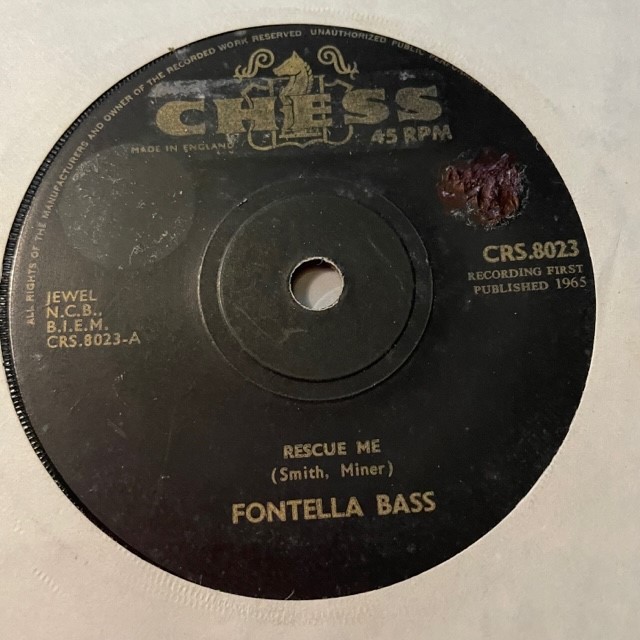 ALL RIGHTS OF THE MANUFACTURERS AND OWNER OF THE RECORDED WORK RESERVED UNAUTHORIZED PUBLIC
CHESS
45 RPM
MADE IN ENGLAND
CRS.8023
RECORDING FIRST
PUBLISHED 1965
JEWEL
N.C.B.,
B.I.E.M.
CRS.8023-A
RESCUE ME
(Smith, Miner)
FONTELLA BASS